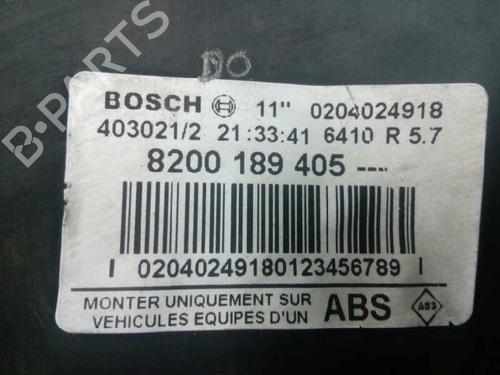 B-PARTS
DO
BOSCH 11" 0204024918
403021/2 21:33:41 6410 R 5.7
8200 189 405 ----
I 02040249180123456789 I
MONTER UNIQUEMENT SUR
VEHICULES EQUIPES D'UN ABS ABS